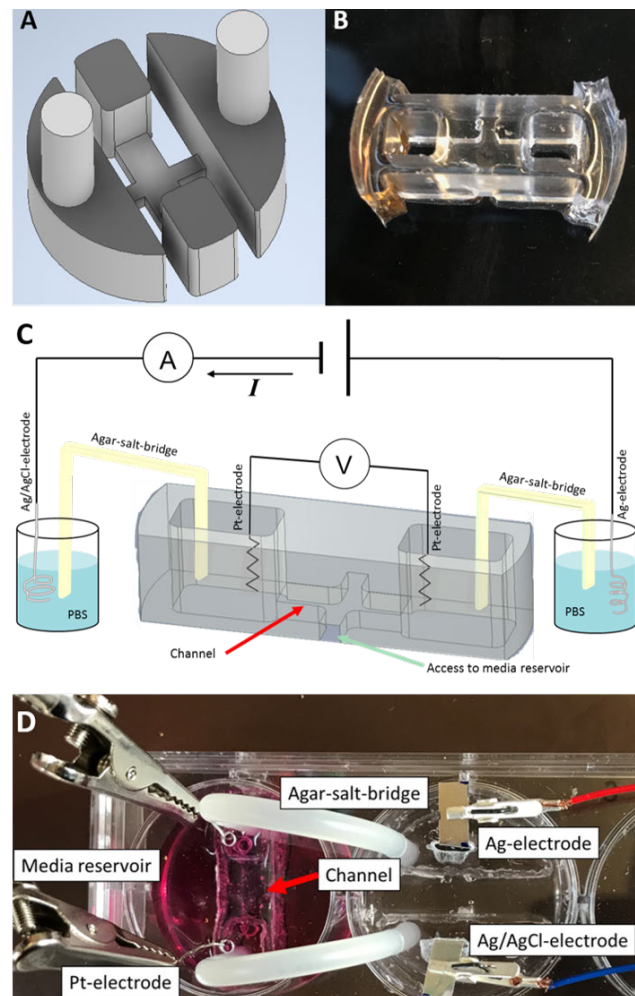 A
B
C
A
I
Ag/AgCl-electrode
Agar-salt-bridge
Pt-electrode
V
Pt-electrode
Agar-salt-bridge
Ag-electrode
PBS
PBS
Channel
Access to media reservoir
D
Agar-salt-bridge
Ag-electrode
Media reservoir
Channel
Ag/AgCl-electrode
Pt-electrode